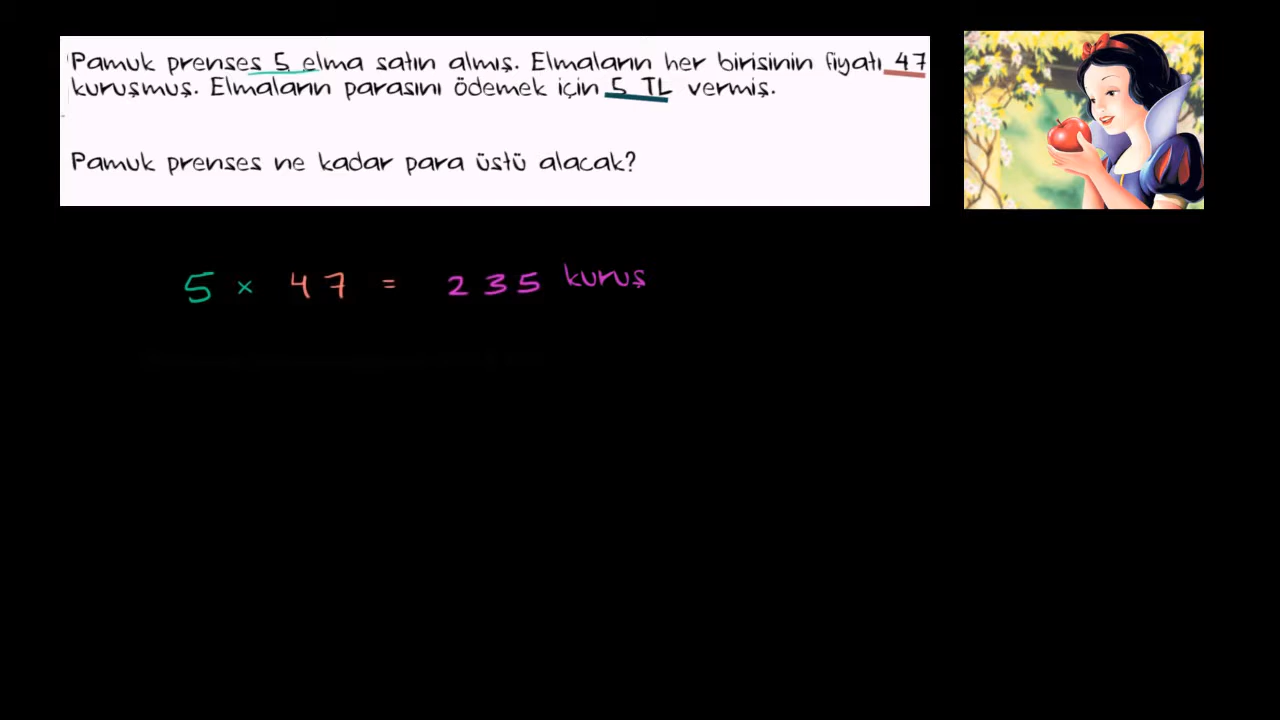 Pamuk prenses 5 elma satın almış. Elmaların her birisinin fiyatı 47
kuruşmuş. Elmaların parasını ödemek için 5 TL vermiş.
Pamuk prenses ne kadar para üstü alacak?
5 × 47 = 235 kuruş